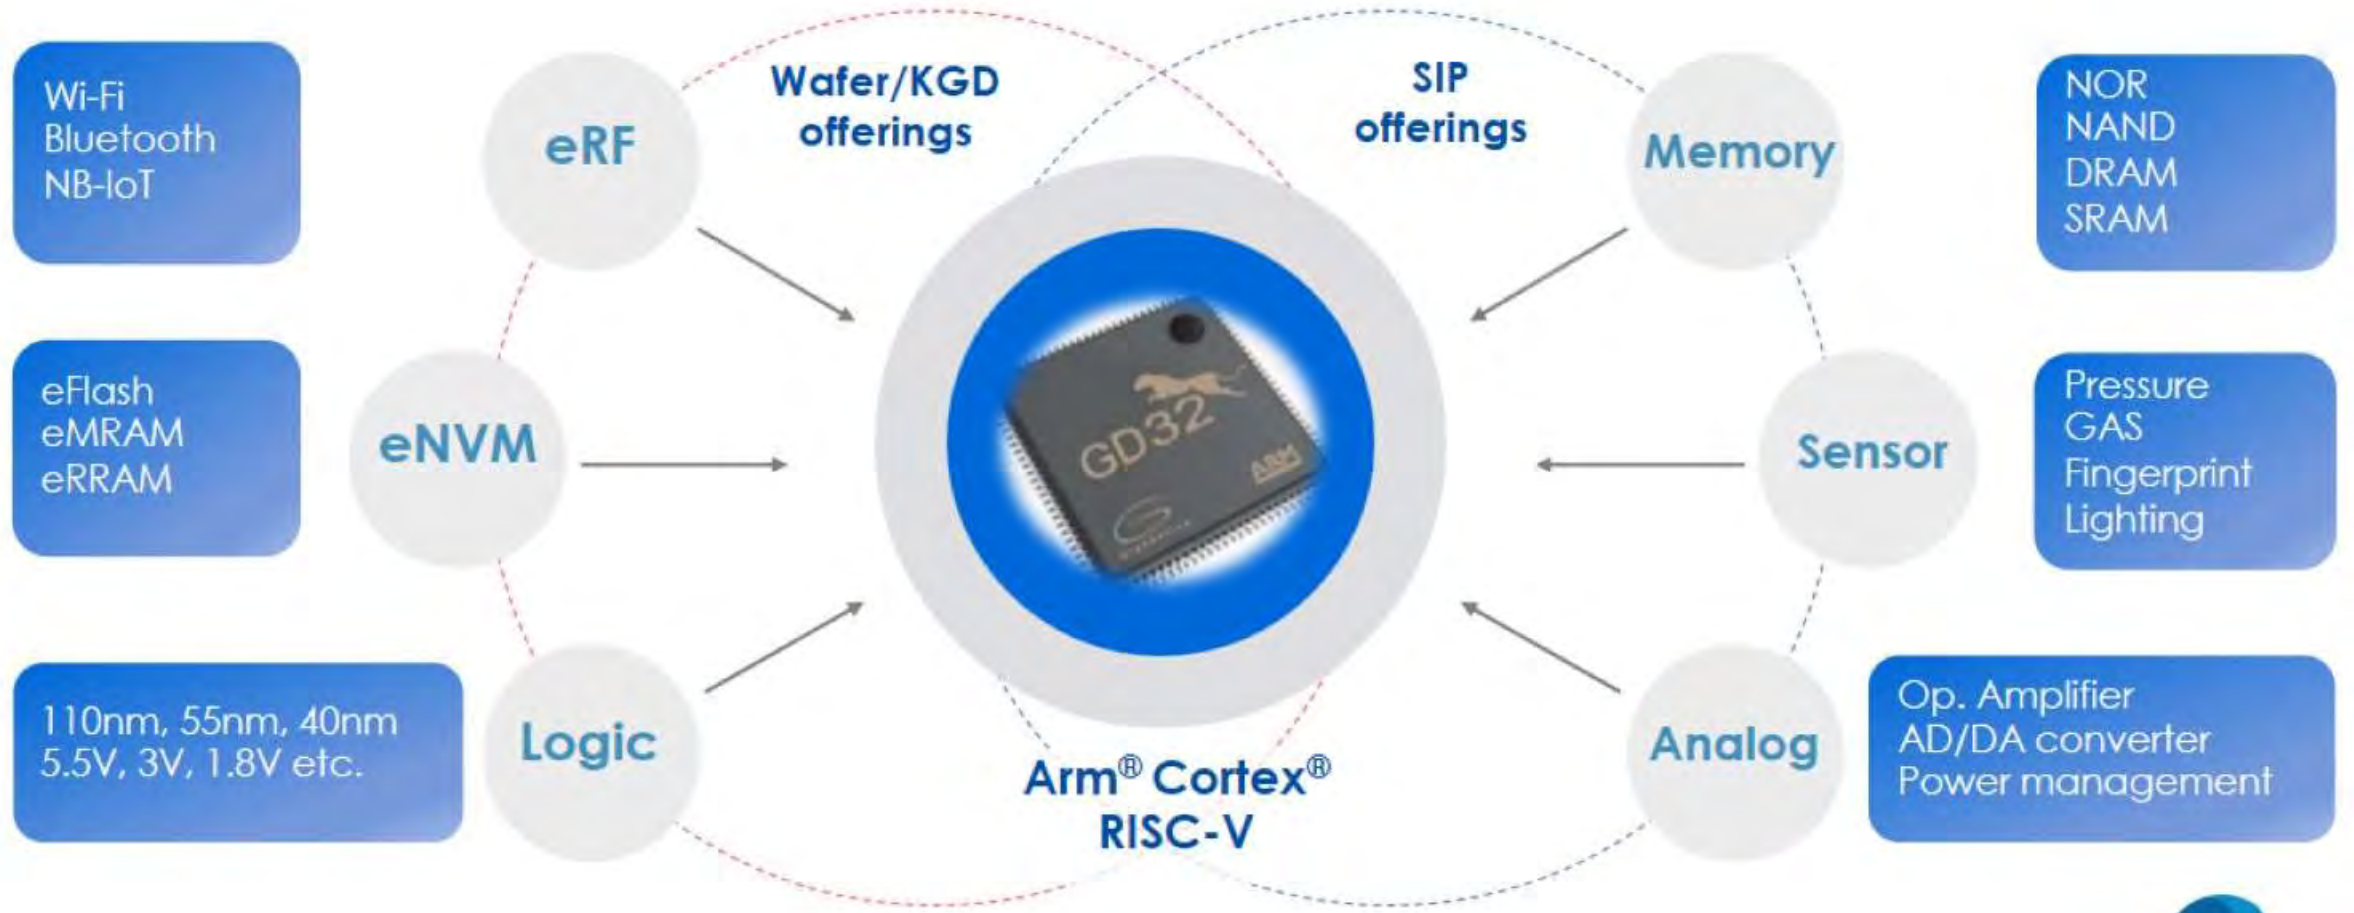 Wi-Fi
Bluetooth
NB-IoT
eRF
Wafer/KGD
offerings
SIP
offerings
Memory
NOR
NAND
DRAM
SRAM
eFlash
eMRAM
eRRAM
eNVM
GD32
ARM
Sensor
Pressure
GAS
Fingerprint
Lighting
110nm, 55nm, 40nm
5.5V, 3V, 1.8V etc.
Logic
Arm® Cortex®
RISC-V
Analog
Op. Amplifier
AD/DA converter
Power management